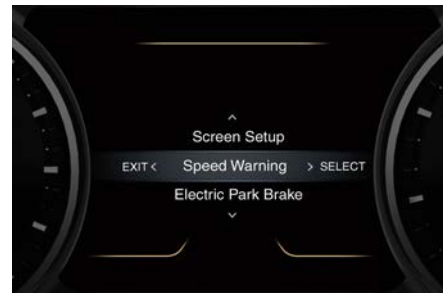 Screen Setup
EXIT < Speed Warning > SELECT
Electric Park Brake